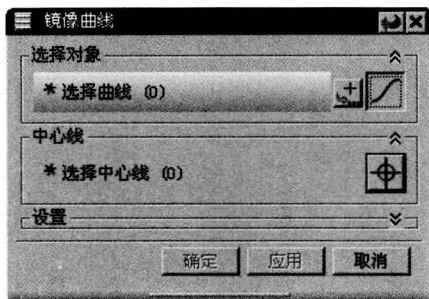 镜像曲线
选择对象
* 选择曲线 (0)
中心线
* 选择中心线 (0)
设置
确定 应用 取消